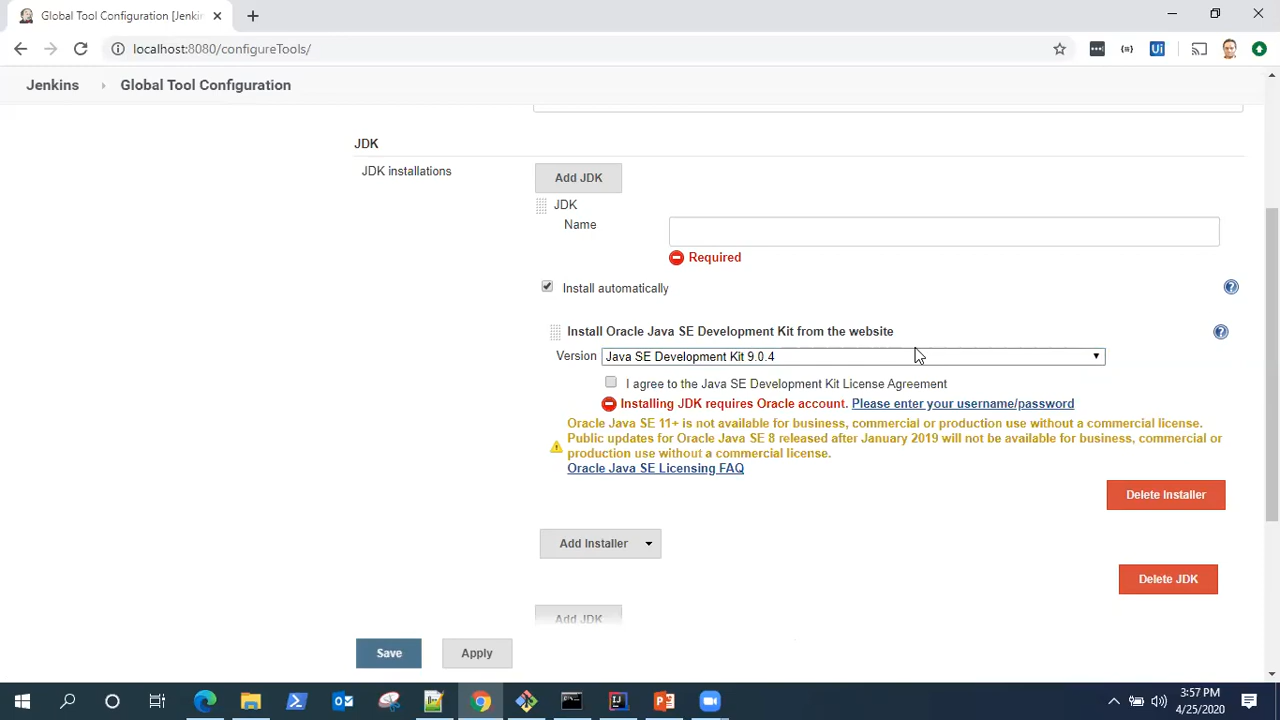 Global Tool Configuration [Jenkin
localhost:8080/configureTools/
Jenkins
Global Tool Configuration
JDK
JDK installations
Add JDK
JDK
Name
Required
Install automatically
Install Oracle Java SE Development Kit from the website
Version
Java SE Development Kit 9.0.4
I agree to the Java SE Development Kit License Agreement
Installing JDK requires Oracle account. Please enter your username/password
Oracle Java SE 11+ is not available for business, commercial or production use without a commercial license.
Public updates for Oracle Java SE 8 released after January 2019 will not be available for business, commercial or
production use without a commercial license.
Oracle Java SE Licensing FAQ
Delete Installer
Add Installer
Delete JDK
Add JDK
Save
Apply
3:57 PM
4/25/2020